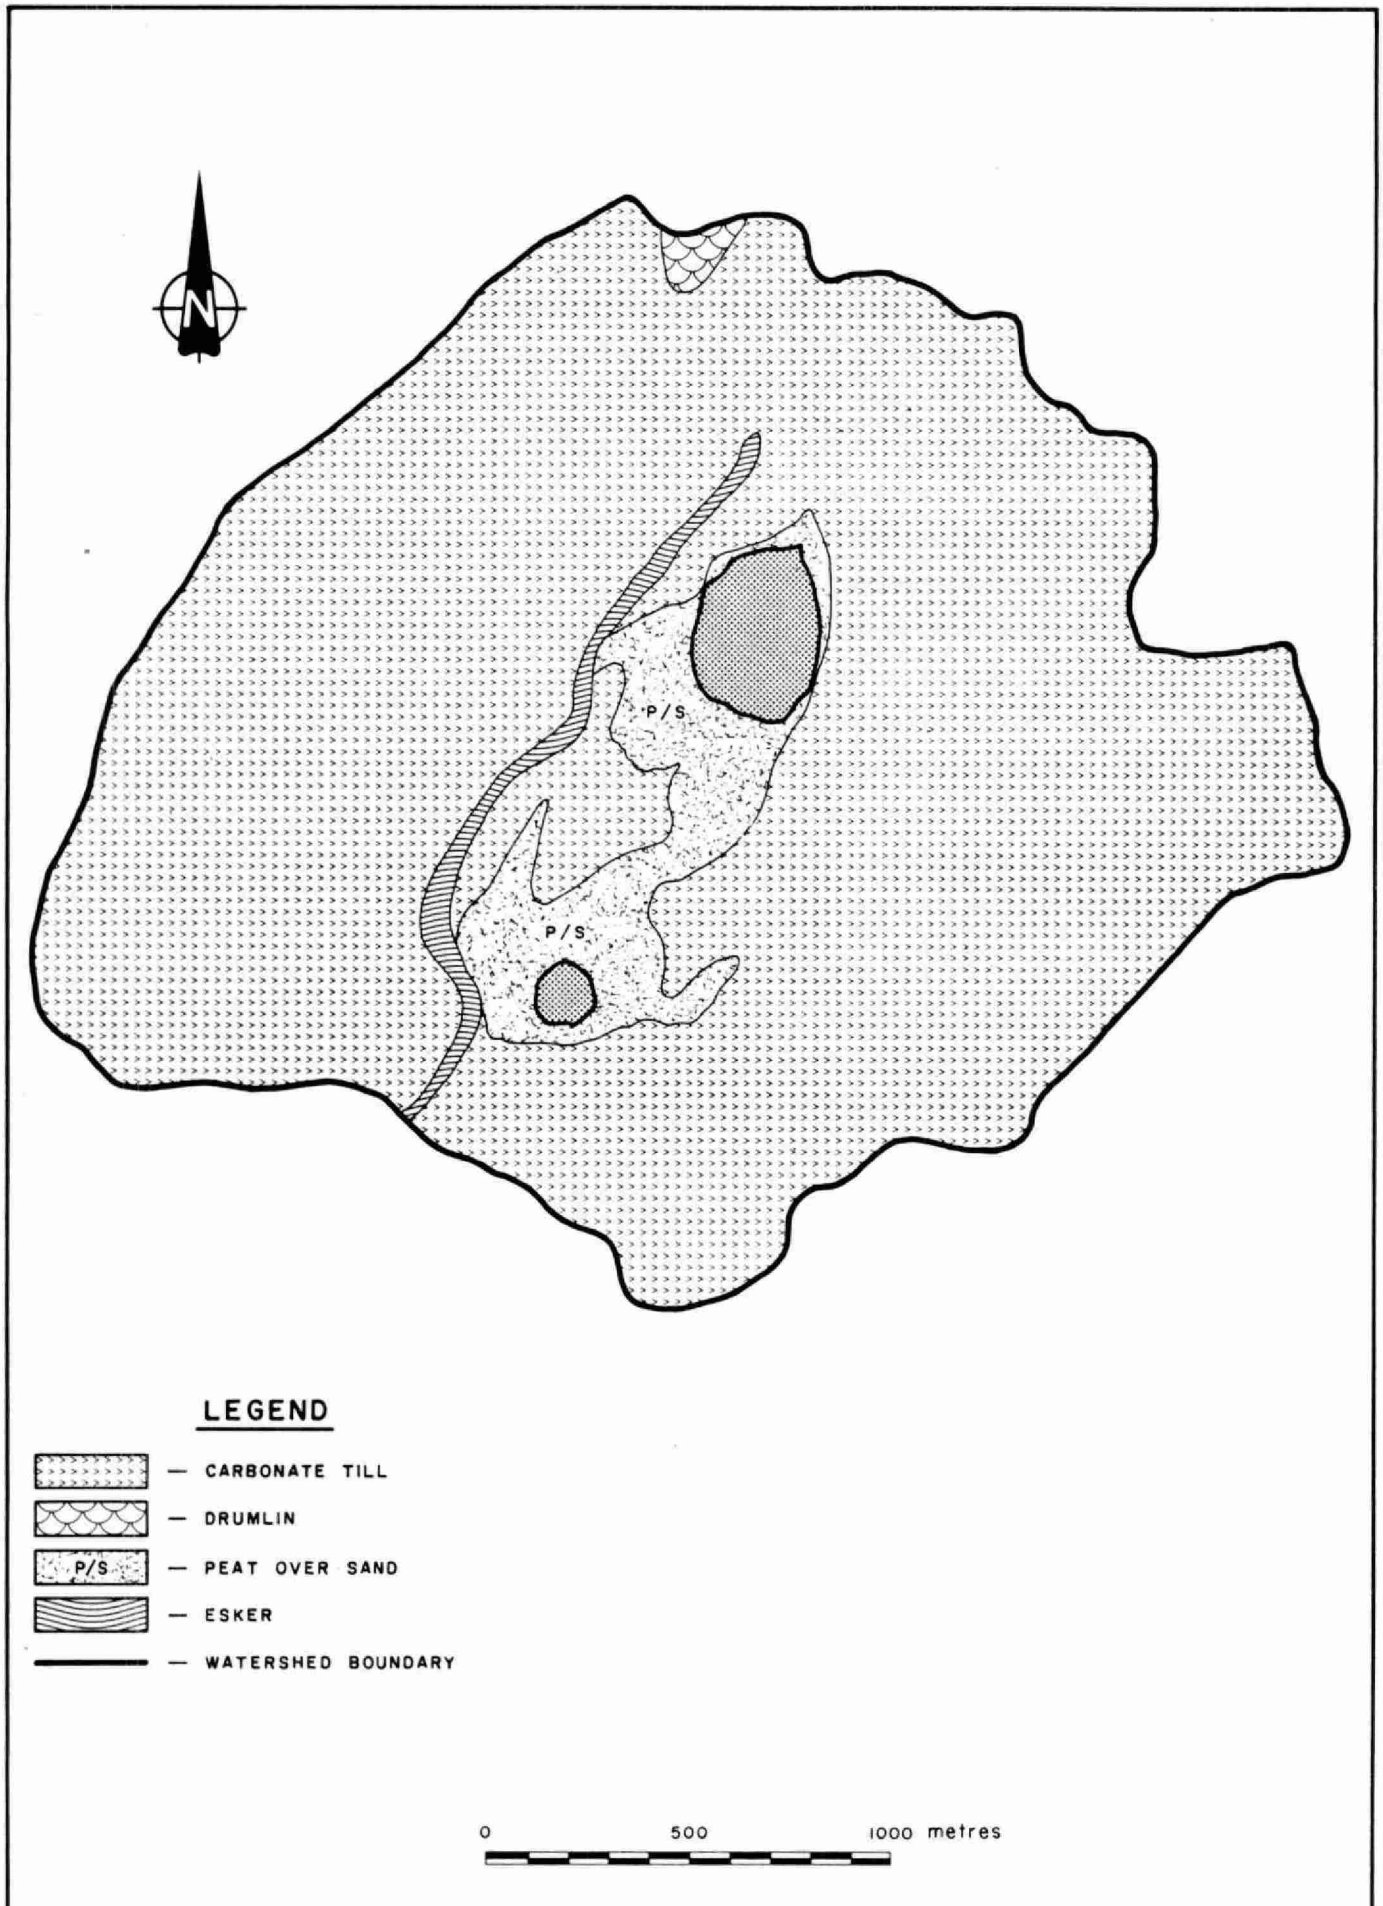 N
P/S
P/S
LEGEND
— CARBONATE TILL
— DRUMLIN
P/S — PEAT OVER SAND
— ESKER
— WATERSHED BOUNDARY
0 500 1000 metres